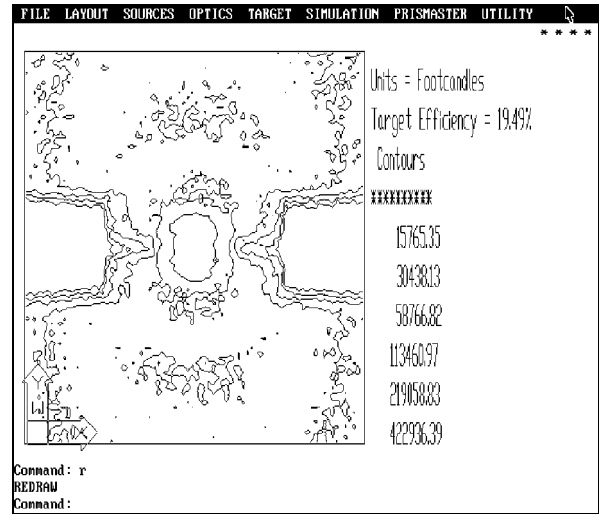 FILE LAYOUT SOURCES OPTICS TARGET SIMULATION PRISMASTER UTILITY
* * * *
Units = Footcandles
Target Efficiency = 19.49%
Contours
**********
15765.35
30438.13
58766.82
113460.97
219058.83
422936.39
W
X
Command: r
REDRAW
Command: